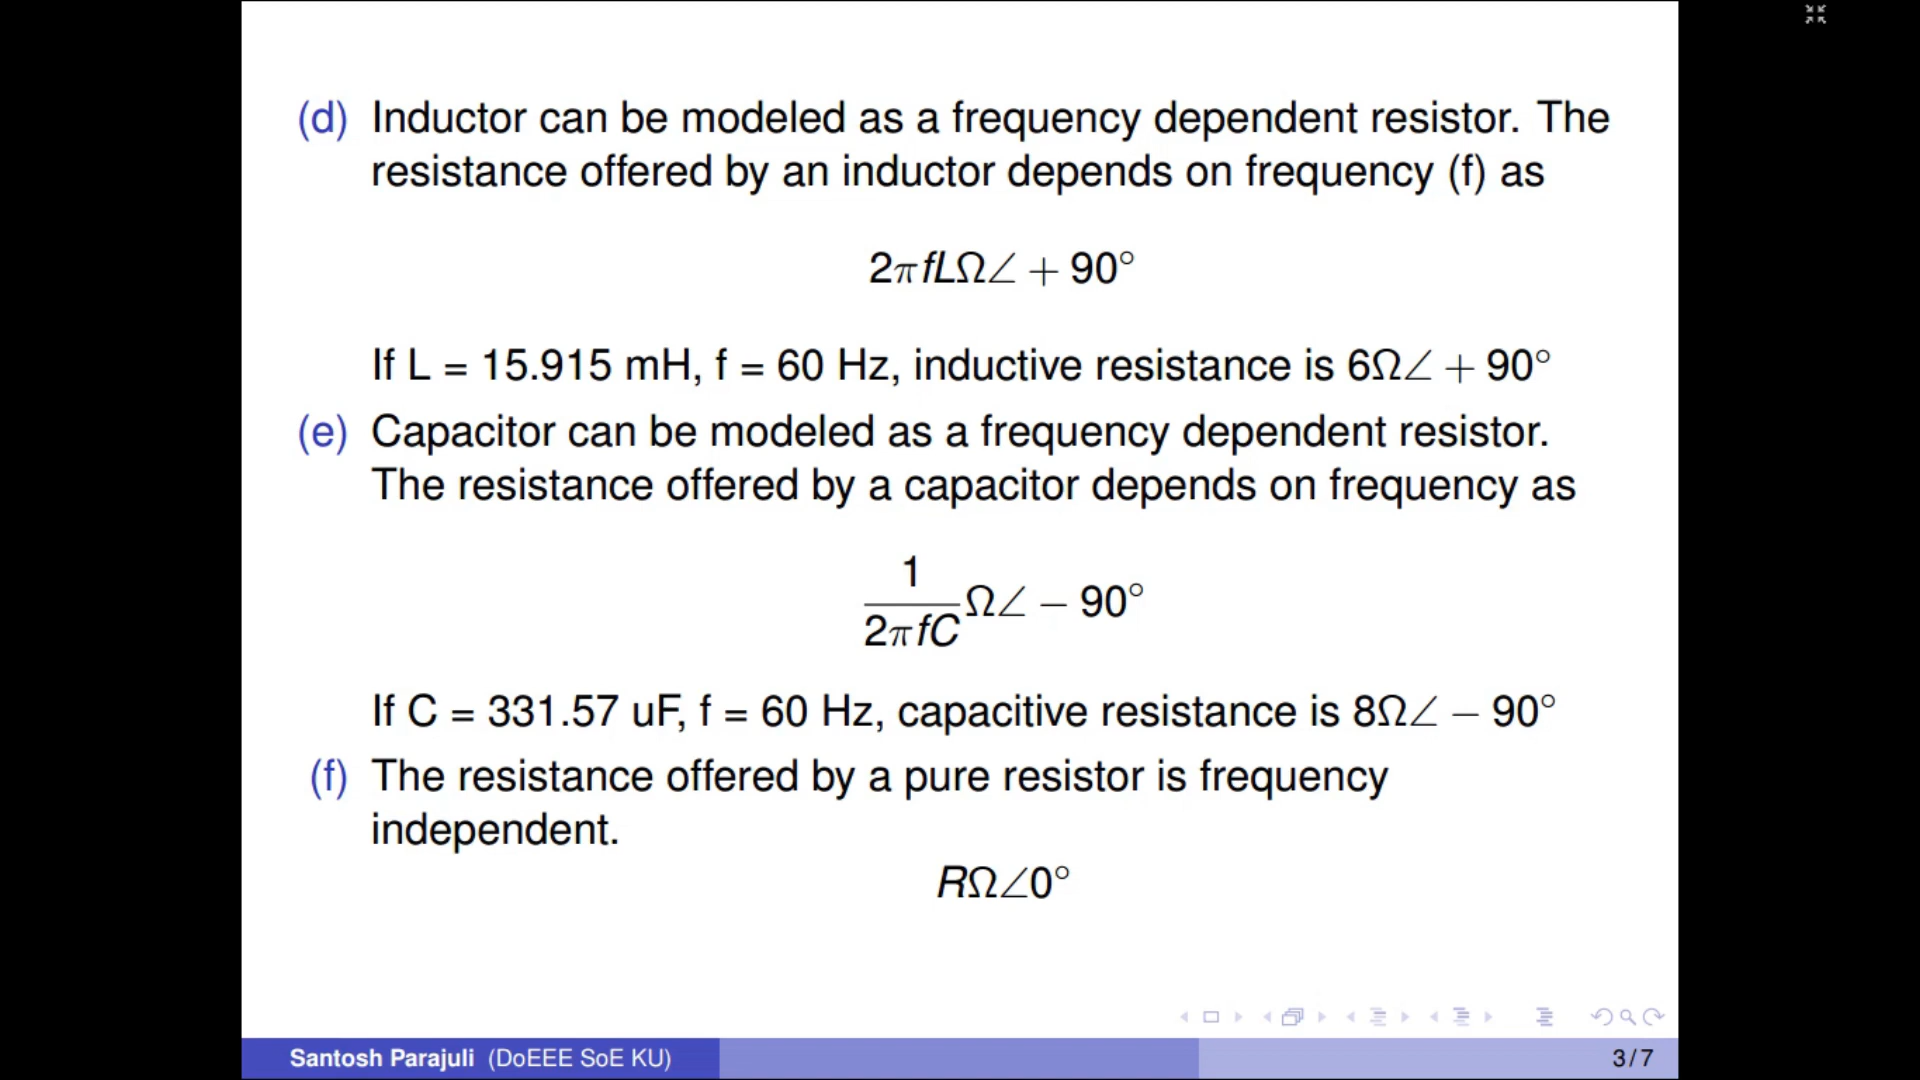 (d) Inductor can be modeled as a frequency dependent resistor. The
resistance offered by an inductor depends on frequency (f) as
2πfLΩ∠ + 90°
If L = 15.915 mH, f = 60 Hz, inductive resistance is 6Ω∠ + 90°
(e) Capacitor can be modeled as a frequency dependent resistor.
The resistance offered by a capacitor depends on frequency as
1
2πfC
Ω∠ − 90°
If C = 331.57 uF, f = 60 Hz, capacitive resistance is 8Ω∠ − 90°
(f) The resistance offered by a pure resistor is frequency
independent.
RΩ∠0°
Santosh Parajuli (DoEEE SoE KU)
3 / 7